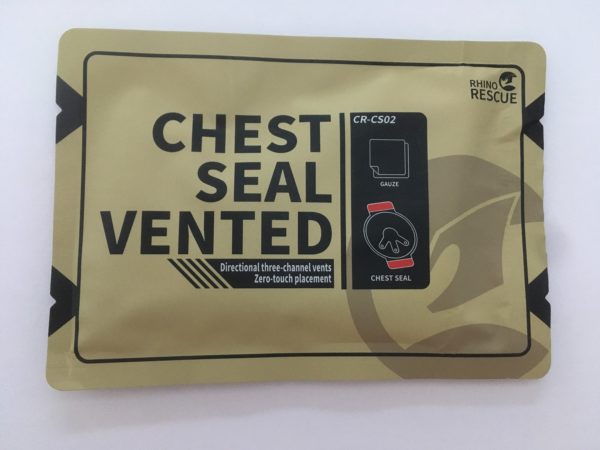 RHINO
RESCUE
CHEST
SEAL
VENTED
Directional three-channel vents
Zero-touch placement
CR-CS02
GAUZE
CHEST SEAL